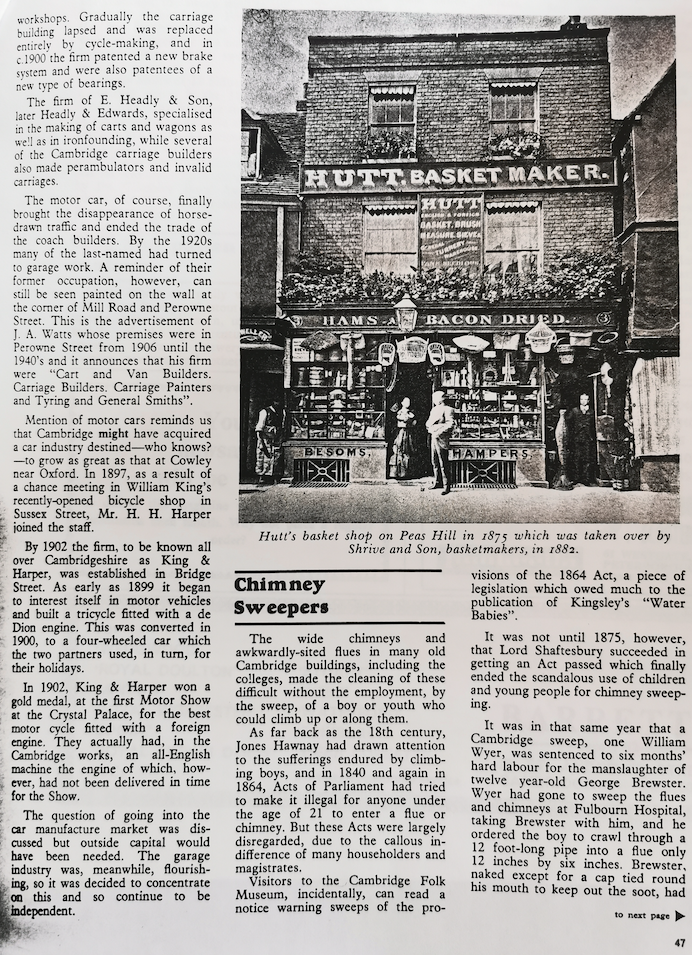 workshops. Gradually the carriage
building lapsed and was replaced
entirely by cycle-making, and in
c.1900 the firm patented a new brake
system and were also patentees of a
new type of bearings.
The firm of E. Headly & Son,
later Headly & Edwards, specialised
in the making of carts and wagons as
well as in ironfounding, while several
of the Cambridge carriage builders
also made perambulators and invalid
carriages.
The motor car, of course, finally
brought the disappearance of horse-
drawn traffic and ended the trade of
the coach builders. By the 1920s
many of the last-named had turned
to garage work. A reminder of their
former occupation, however, can
still be seen painted on the wall at
the corner of Mill Road and Perowne
Street. This is the advertisement of
J. A. Watts whose premises were in
Perowne Street from 1906 until the
1940's and it announces that his firm
were "Cart and Van Builders.
Carriage Builders. Carriage Painters
and Tyring and General Smiths".
Mention of motor cars reminds us
that Cambridge might have acquired
a car industry destined—who knows?
—to grow as great as that at Cowley
near Oxford. In 1897, as a result of
a chance meeting in William King's
recently-opened bicycle shop in
Sussex Street, Mr. H. H. Harper
joined the staff.
By 1902 the firm, to be known all
over Cambridgeshire as King &
Harper, was established in Bridge
Street. As early as 1899 it began
to interest itself in motor vehicles
and built a tricycle fitted with a de
Dion engine. This was converted in
1900, to a four-wheeled car which
the two partners used, in turn, for
their holidays.
In 1902, King & Harper won a
gold medal, at the first Motor Show
at the Crystal Palace, for the best
motor cycle fitted with a foreign
engine. They actually had, in the
Cambridge works, an all-English
machine the engine of which, how-
ever, had not been delivered in time
for the Show.
The question of going into the
car manufacture market was dis-
cussed but outside capital would
have been needed. The garage
industry was, meanwhile, flourish-
ing, so it was decided to concentrate
on this and so continue to be
independent.
HUTT. BASKET MAKER.
HUTT
ENGLISH & FOREIGN
BASKET, BRUSH
MEASURE, SIEVE,
TURNERY
HAMS & BACON DRIED.
3
3
BESOMS.
HAMPERS.
Hutt's basket shop on Peas Hill in 1875 which was taken over by
Shrive and Son, basketmakers, in 1882.
Chimney
Sweepers
The wide chimneys and
awkwardly-sited flues in many old
Cambridge buildings, including the
colleges, made the cleaning of these
difficult without the employment, by
the sweep, of a boy or youth who
could climb up or along them.
As far back as the 18th century,
Jones Hawnay had drawn attention
to the sufferings endured by climb-
ing boys, and in 1840 and again in
1864, Acts of Parliament had tried
to make it illegal for anyone under
the age of 21 to enter a flue or
chimney. But these Acts were largely
disregarded, due to the callous in-
difference of many householders and
magistrates.
Visitors to the Cambridge Folk
Museum, incidentally, can read a
notice warning sweeps of the pro-
visions of the 1864 Act, a piece of
legislation which owed much to the
publication of Kingsley's "Water
Babies".
It was not until 1875, however,
that Lord Shaftesbury succeeded in
getting an Act passed which finally
ended the scandalous use of children
and young people for chimney sweep-
ing.
It was in that same year that a
Cambridge sweep, one William
Wyer, was sentenced to six months'
hard labour for the manslaughter of
twelve year-old George Brewster.
Wyer had gone to sweep the flues
and chimneys at Fulbourn Hospital,
taking Brewster with him, and he
ordered the boy to crawl through a
12 foot-long pipe into a flue only
12 inches by six inches. Brewster,
naked except for a cap tied round
his mouth to keep out the soot, had
to next page ▶
47